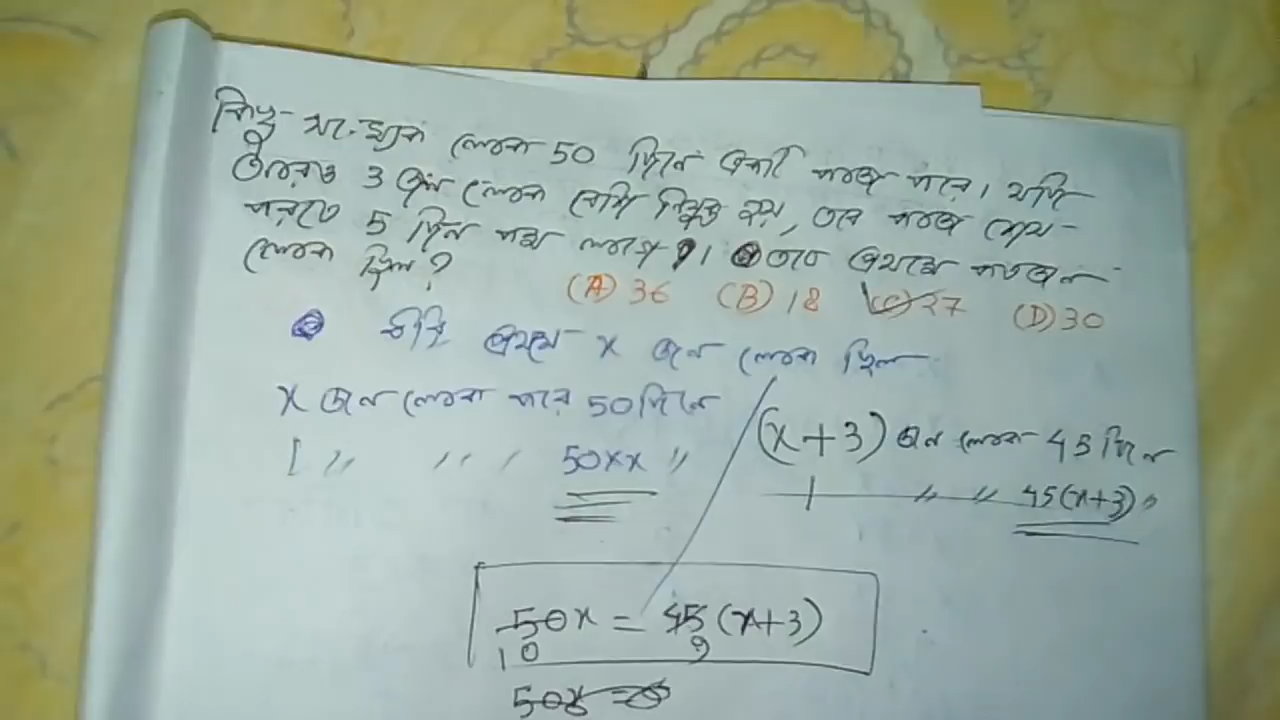 কিছু সংখ্যক লোক 50 দিনে একটি কাজ করে। যদি
আরও 3 জন লোক বেশি নিযুক্ত হয়, তবে কাজ শেষ
করতে 5 দিন কম লাগে। তবে প্রথমে কতজন
লোক ছিল?
(A) 36 (B) 18 (C) 27 (D) 30
ধরি প্রথমে x জন লোক ছিল
x জন লোক করে 50 দিনে
(x+3) জন লোক 45 দিনে
1 " " " 50×x "
1 " " 45(x+3) "
50x = 45(x+3)
10 9
50x =